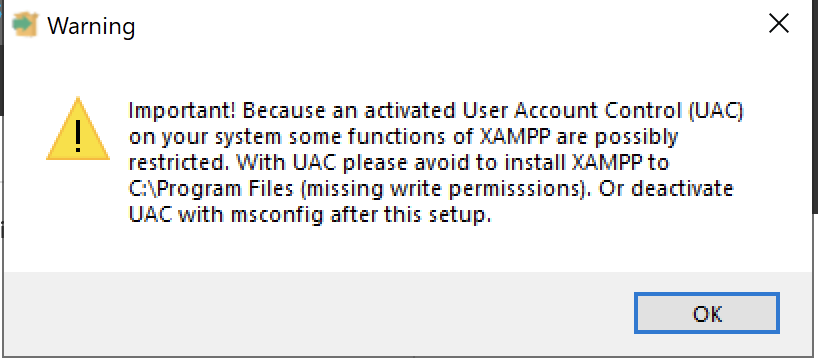 Warning
Important! Because an activated User Account Control (UAC)
on your system some functions of XAMPP are possibly
restricted. With UAC please avoid to install XAMPP to
C:\Program Files (missing write permisssions). Or deactivate
UAC with msconfig after this setup.
OK